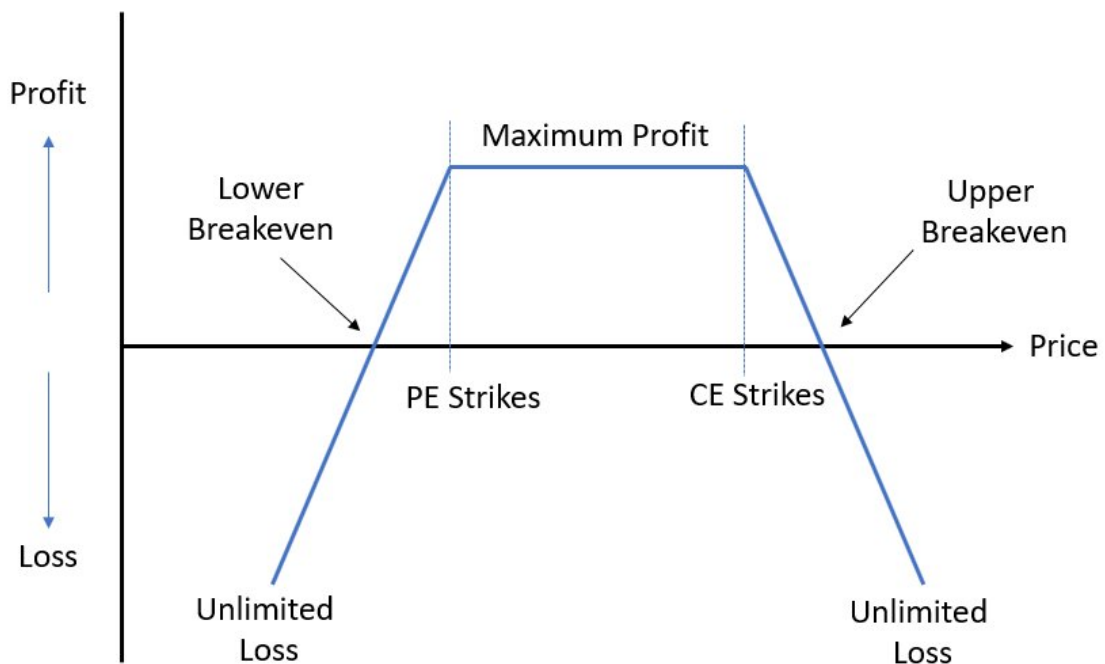 Profit
Maximum Profit
Lower
Breakeven
Upper
Breakeven
Price
PE Strikes
CE Strikes
Loss
Unlimited
Loss
Unlimited
Loss